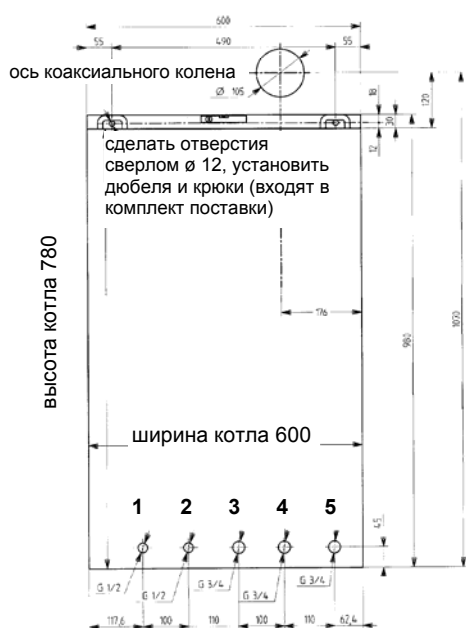 600
55
490
55
ось коаксиального колена
Ø 105
18
30
120
12
сделать отверстия
сверлом ø 12, установить
дюбеля и крюки (входят в
комплект поставки)
высота котла 780
176
980
ширина котла 600
1 2 3 4 5
45
G 1/2
G 1/2
G 3/4
G 3/4
G 3/4
117,6 100 110 100 110 62,4